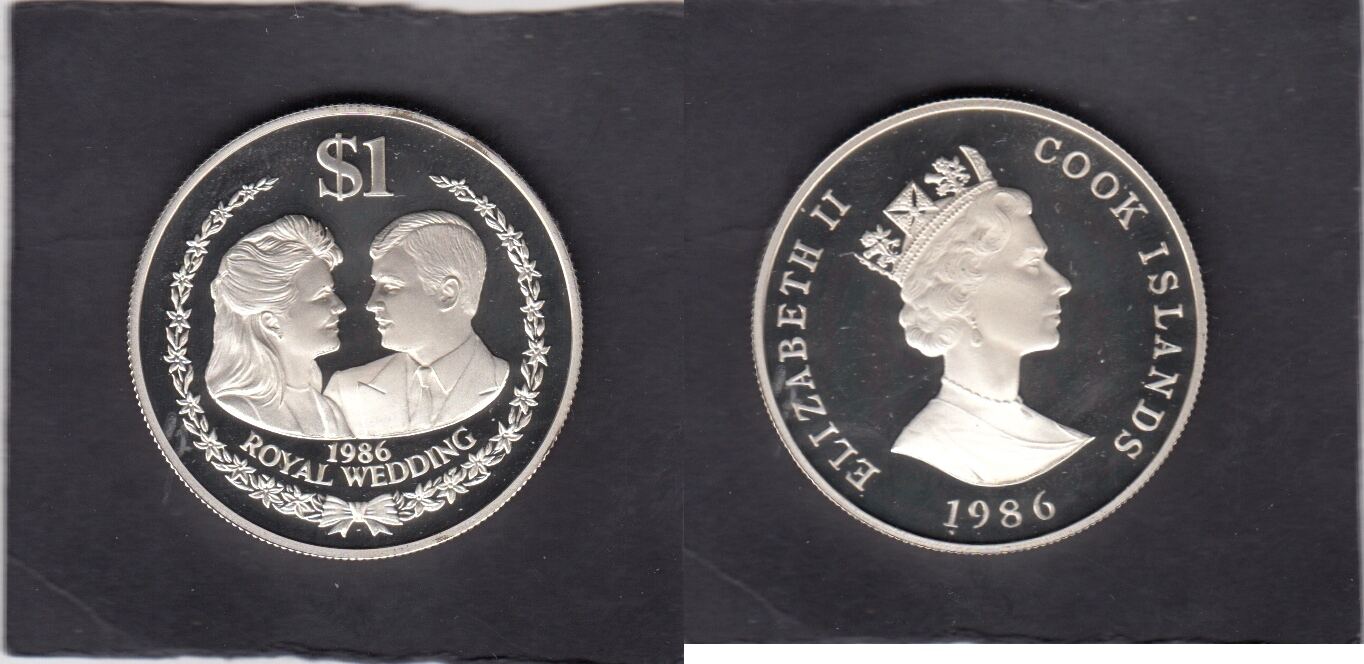 $1
1986
ROYAL WEDDING
ELIZABETH II
COOK ISLANDS
1986